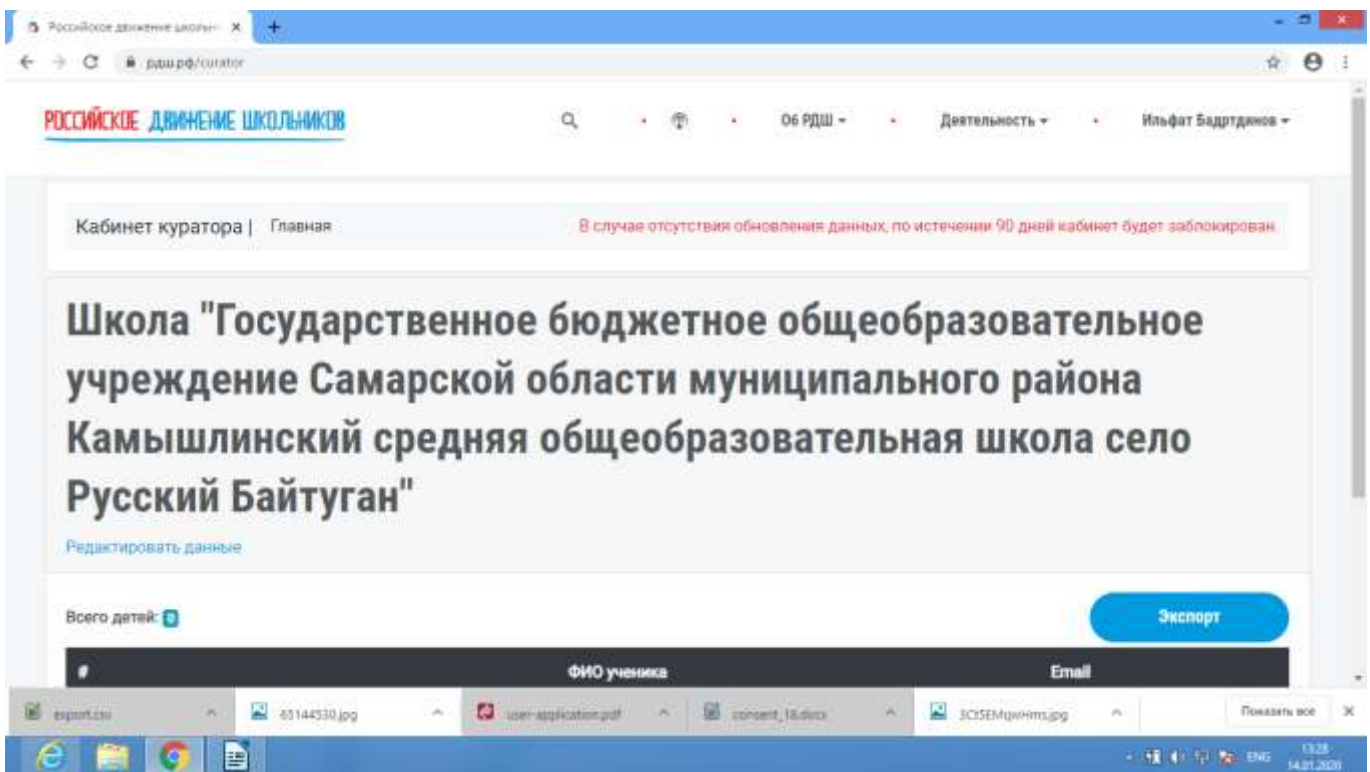 Российское движение школьн
рдш.рф/curator
РОССИЙСКОЕ ДВИЖЕНИЕ ШКОЛЬНИКОВ
Об РДШ
Деятельность
Ильфат Бадртдинов
Кабинет куратора | Главная
В случае отсутствия обновления данных, по истечении 90 дней кабинет будет заблокирован.
Школа "Государственное бюджетное общеобразовательное
учреждение Самарской области муниципального района
Камышлинский средняя общеобразовательная школа село
Русский Байтуган"
Редактировать данные
Всего детей:
Экспорт
# ФИО ученика Email
export.csv
65144530.jpg
user-application.pdf
consent_18.docx
Показать все
ENG
13:28
14.01.2020